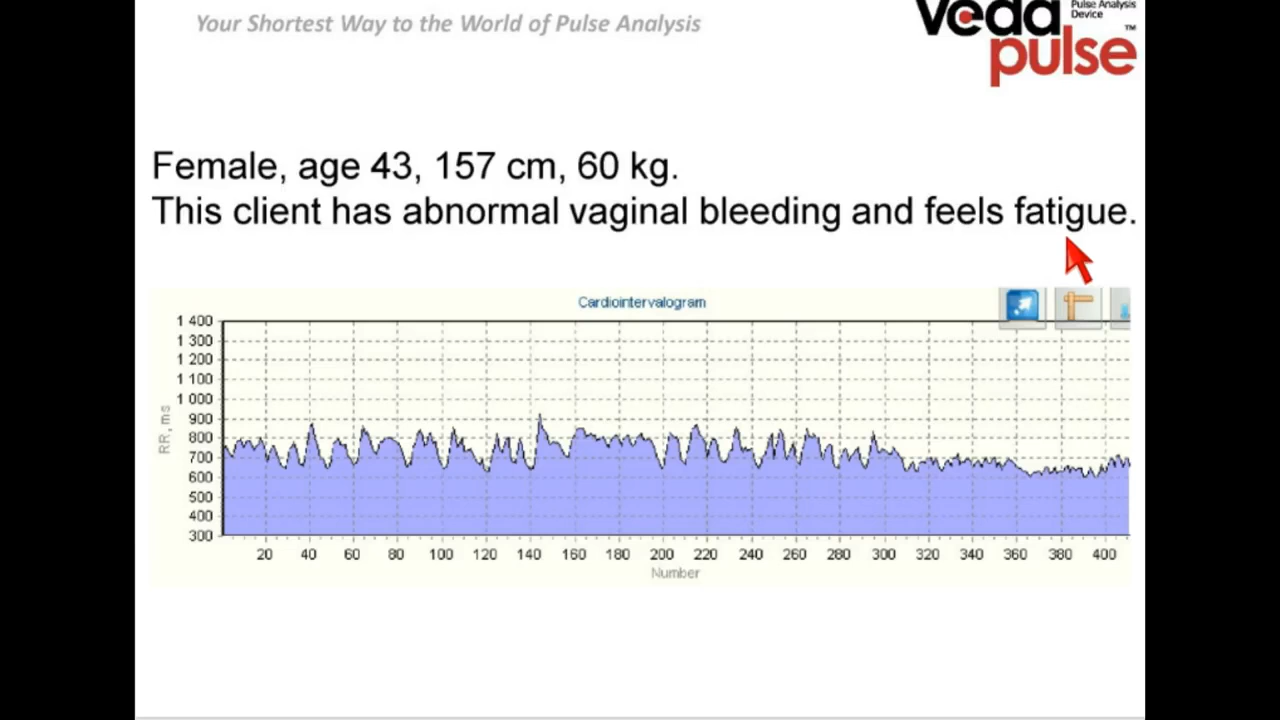 Your Shortest Way to the World of Pulse Analysis
Veda
Pulse Analysis
Device
pulse
™
Female, age 43, 157 cm, 60 kg.
This client has abnormal vaginal bleeding and feels fatigue.
Cardiointervalogram
1 400
1 300
1 200
1 100
1 000
900
800
700
600
500
400
300
RR, ms
20 40 60 80 100 120 140 160 180 200 220 240 260 280 300 320 340 360 380 400
Number